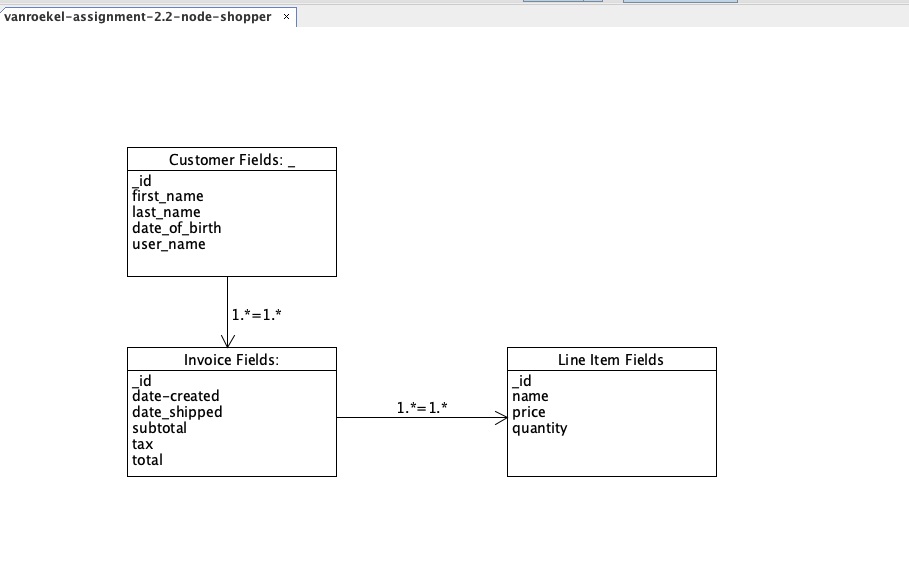 vanroekel-assignment-2.2-node-shopper ×
Customer Fields: _
_id
first_name
last_name
date_of_birth
user_name
1.*=1.*
Invoice Fields:
_id
date-created
date_shipped
subtotal
tax
total
1.*=1.*
Line Item Fields
_id
name
price
quantity